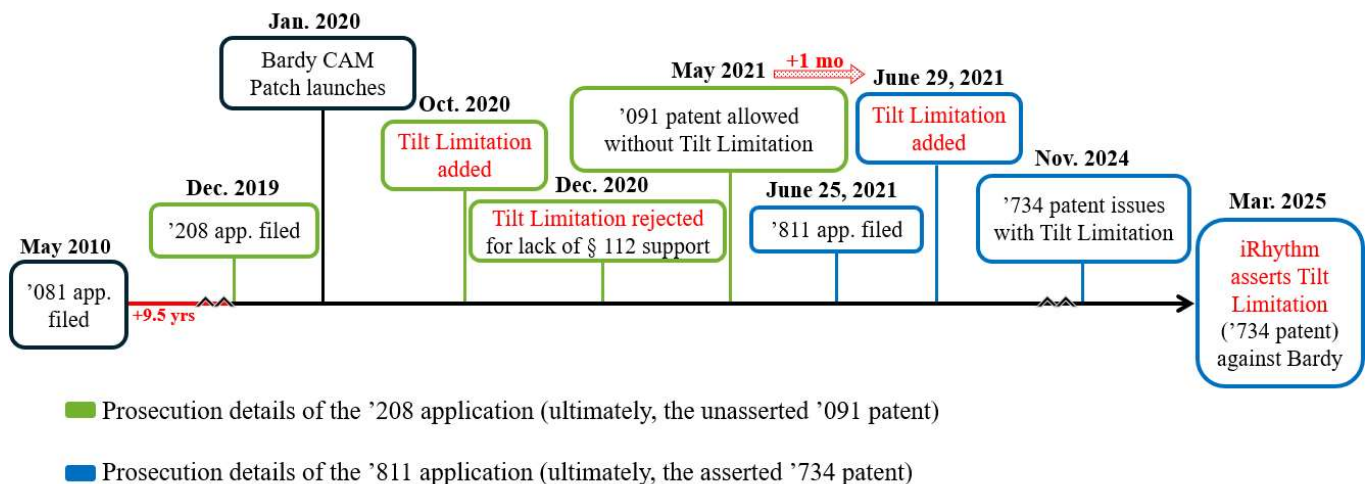 Jan. 2020
Bardy CAM
Patch launches
May 2021
+1 mo
June 29, 2021
Oct. 2020
'091 patent allowed
without Tilt Limitation
Tilt Limitation
added
Tilt Limitation
added
Nov. 2024
Dec. 2019
Dec. 2020
June 25, 2021
'734 patent issues
with Tilt Limitation
Mar. 2025
'208 app. filed
Tilt Limitation rejected
for lack of § 112 support
'811 app. filed
May 2010
'081 app.
filed
+9.5 yrs
iRhythm
asserts Tilt
Limitation
('734 patent)
against Bardy
Prosecution details of the '208 application (ultimately, the unasserted '091 patent)
Prosecution details of the '811 application (ultimately, the asserted '734 patent)